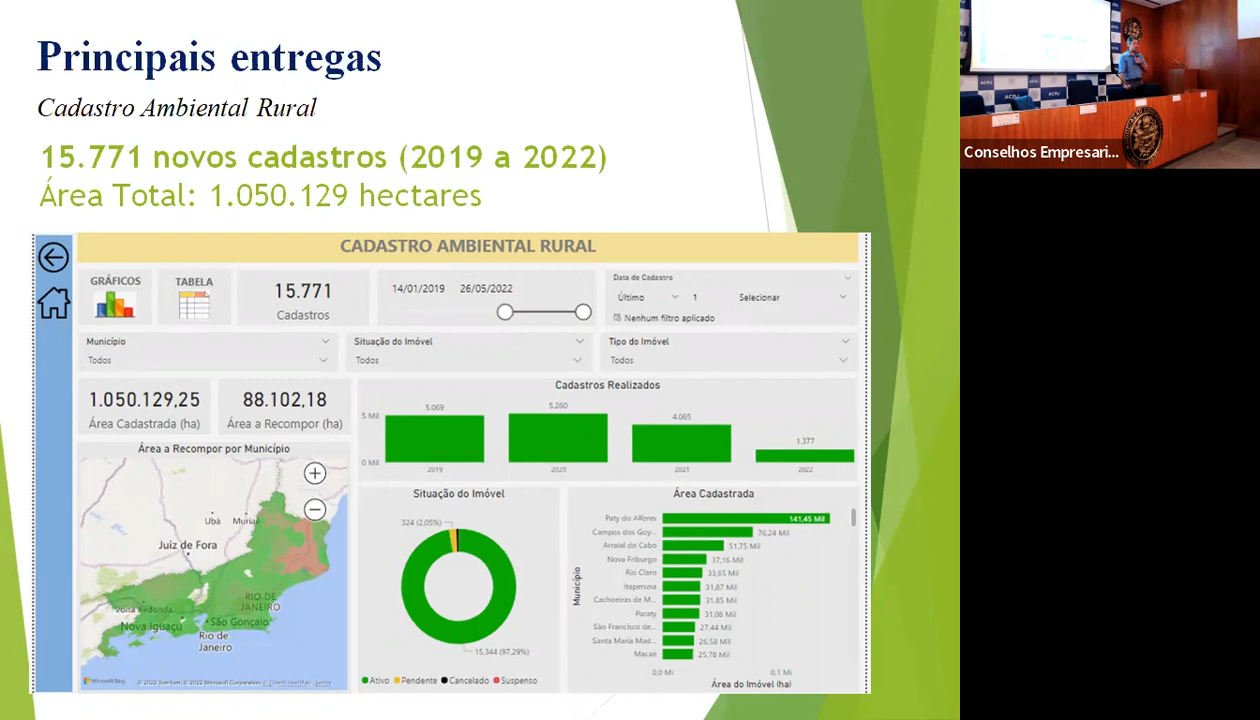 Principais entregas
Cadastro Ambiental Rural
15.771 novos cadastros (2019 a 2022)
Área Total: 1.050.129 hectares
CADASTRO AMBIENTAL RURAL
GRÁFICOS
TABELA
15.771
Cadastros
14/01/2019 26/05/2022
Data de Cadastro
Último 1 Selecionar
Nenhum filtro aplicado
Município
Todos
Situação do Imóvel
Todos
Tipo do Imóvel
Todos
1.050.129,25
Área Cadastrada (ha)
88.102,18
Área a Recompor (ha)
Cadastros Realizados
5 Mil
0 Mil
5.069
5.260
4.065
1.377
2019
2020
2021
2022
Área a Recompor por Município
Ubá
Muriaé
Juiz de Fora
Volta Redonda
Nova Iguaçu
RIO DE
JANEIRO
São Gonçalo
Rio de
Janeiro
Microsoft Bing
© 2022 TomTom, © 2022 Microsoft Corporation, © OpenStreetMap Terms
Situação do Imóvel
324 (2,05%)
15.344 (97,29%)
Ativo Pendente Cancelado Suspenso
Área Cadastrada
Município
Paty do Alferes 141,45 Mil
Campos dos Goy... 76,24 Mil
Arraial do Cabo 51,75 Mil
Nova Friburgo 37,16 Mil
Rio Claro 33,65 Mil
Itaperuna 31,87 Mil
Cachoeiras de M... 31,85 Mil
Paraty 31,08 Mil
São Francisco de... 27,44 Mil
Santa Maria Mad... 26,58 Mil
Macaé 25,78 Mil
0,0 Mi 0,1 Mi
Área do Imóvel (ha)
ACRJ
ACRJ
ACRJ
Conselhos Empresari...